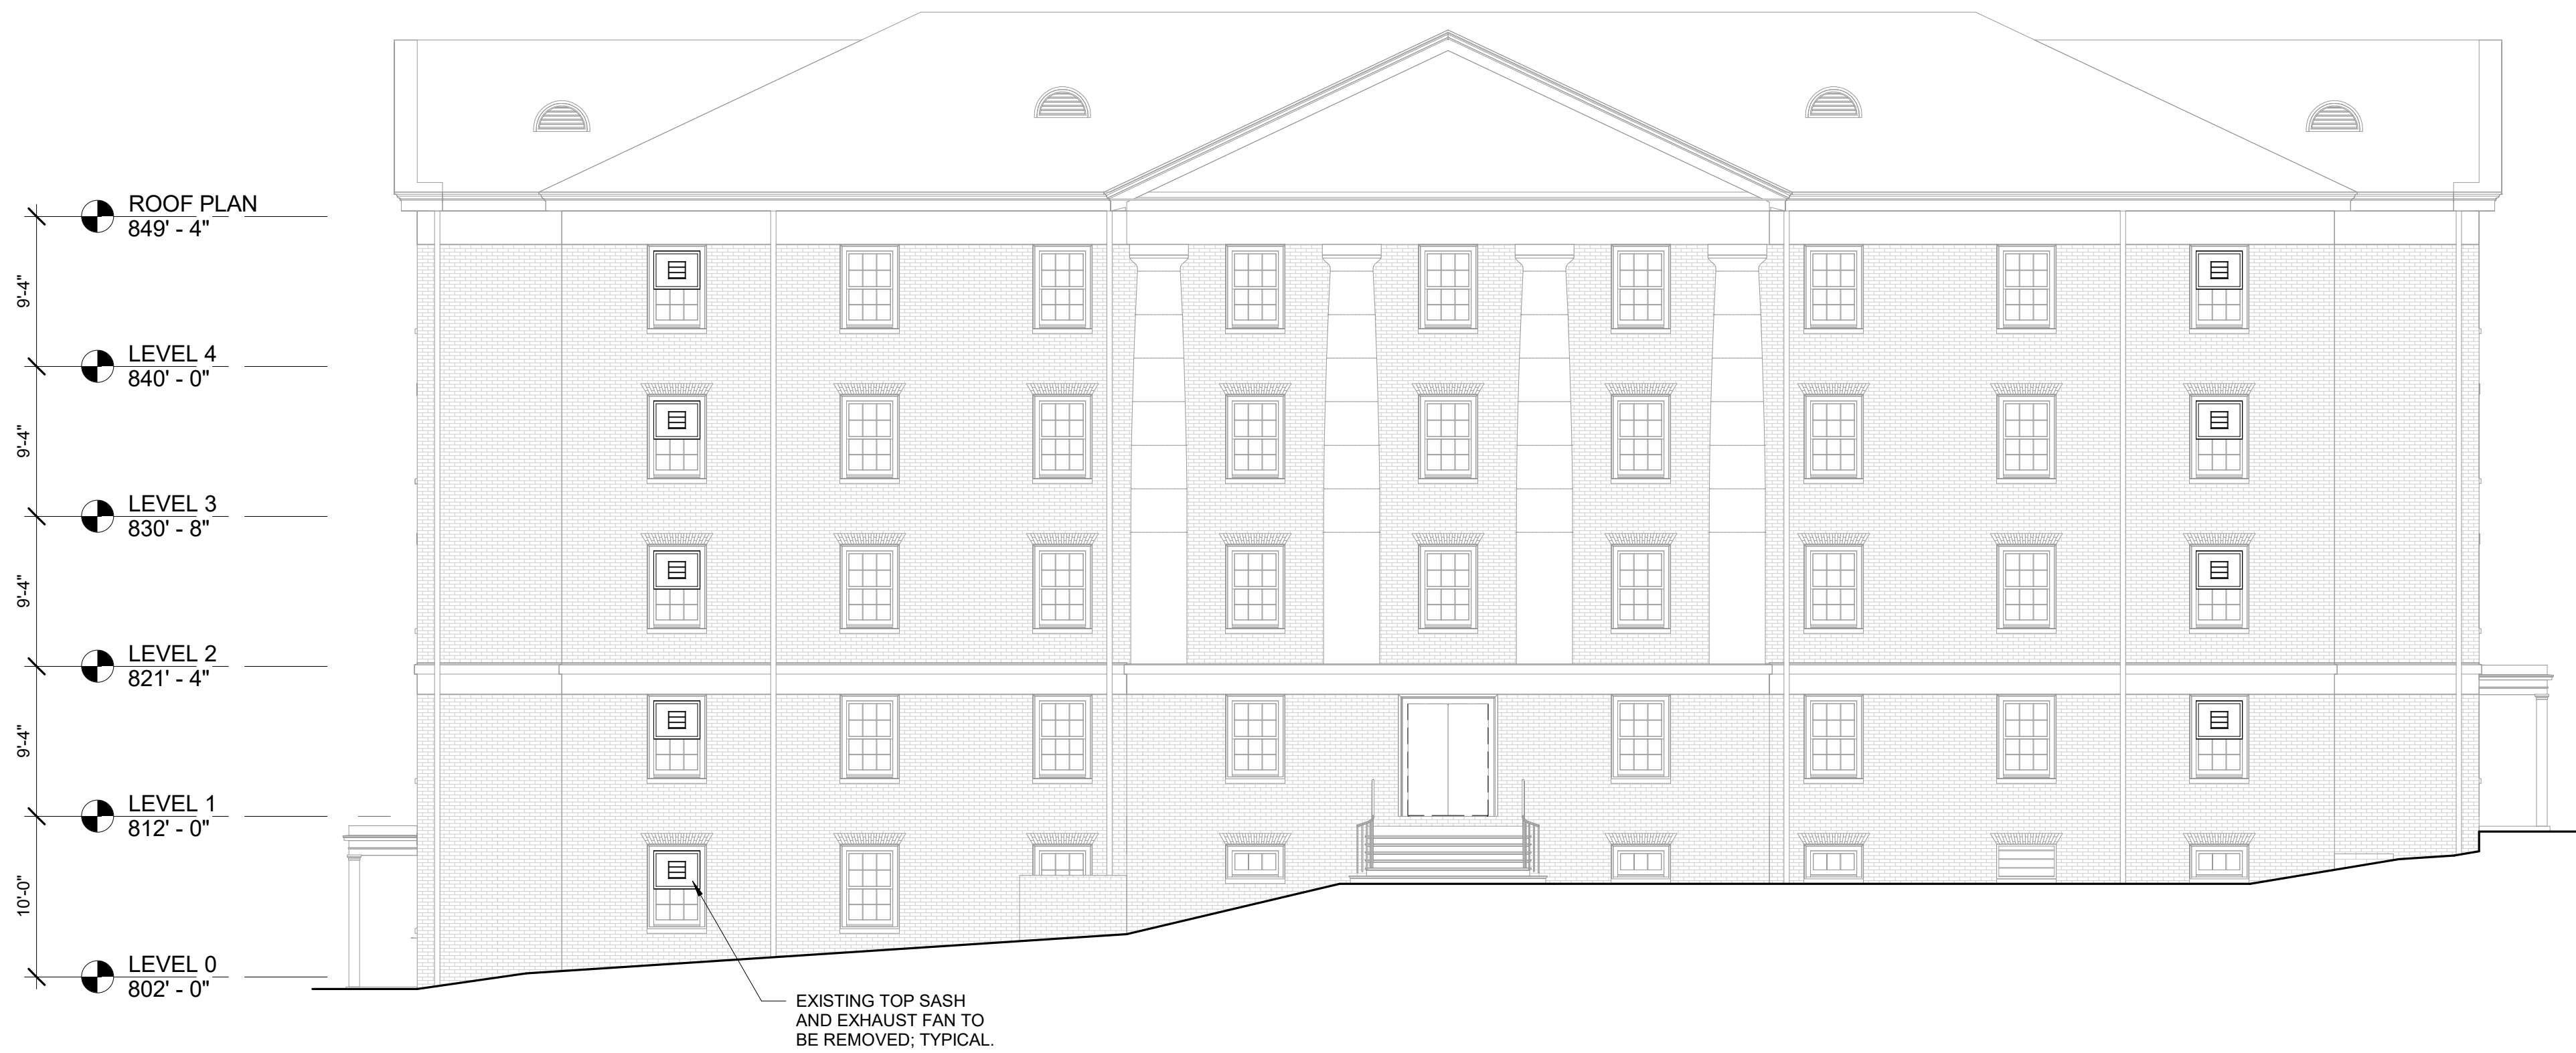 ROOF PLAN
849' - 4"
9'-4"
LEVEL 4
840' - 0"
9'-4"
LEVEL 3
830' - 8"
9'-4"
LEVEL 2
821' - 4"
9'-4"
LEVEL 1
812' - 0"
10'-0"
LEVEL 0
802' - 0"
EXISTING TOP SASH
AND EXHAUST FAN TO
BE REMOVED; TYPICAL.